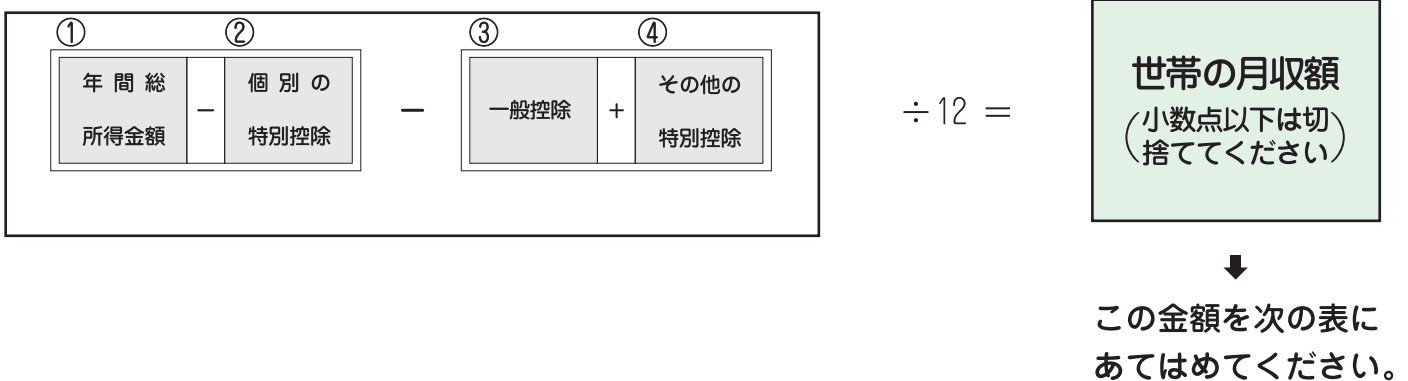 ① ② ③ ④
年間総 － 個別の － 一般控除 ＋ その他の
所得金額 特別控除 特別控除
÷12＝
世帯の月収額
（小数点以下は切
捨ててください）
この金額を次の表に
あてはめてください。